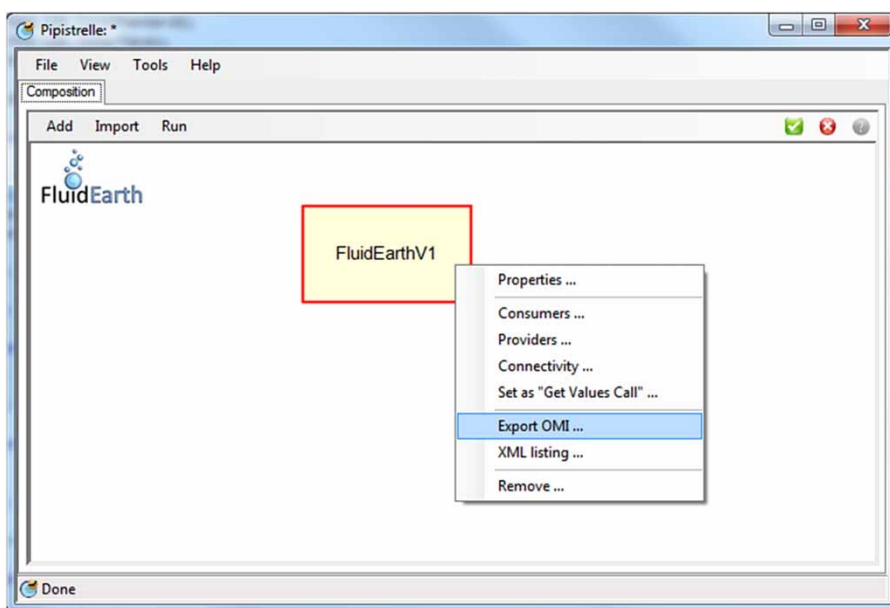 Pipistrelle: *
File View Tools Help
Composition
Add Import Run
FluidEarth
FluidEarthV1
Properties ...
Consumers ...
Providers ...
Connectivity ...
Set as "Get Values Call" ...
Export OMI ...
XML listing ...
Remove ...
Done